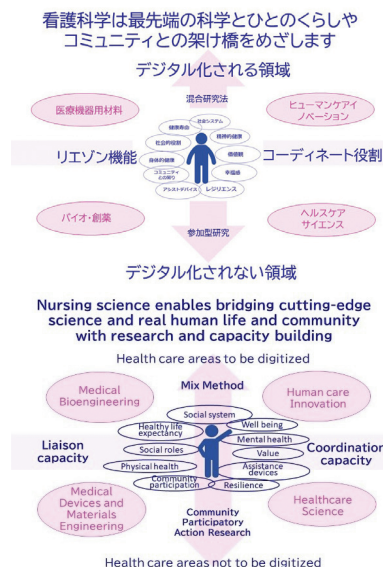 看護科学は最先端の科学とひとのくらしや
コミュニティとの架け橋をめざします
デジタル化される領域
混合研究法
医療機器用材料
ヒューマンケアイ
ノベーション
社会システム
健康寿命
精神的健康
社会的役割
リエゾン機能
価値観
コーディネート役割
身体的健康
幸福感
コミュニティ
との関り
アシストデバイス
レジリエンス
バイオ・創薬
ヘルスケア
サイエンス
参加型研究
デジタル化されない領域
Nursing science enables bridging cutting-edge
science and real human life and community
with research and capacity building
Health care areas to be digitized
Mix Method
Medical
Bioengineering
Human care
Innovation
Social system
Healthy life
expectancy
Well being
Mental health
Liaison
capacity
Social roles
Value
Coordination
capacity
Physical health
Assistance
devices
Community
participation
Resilience
Medical
Devices and
Materials
Engineering
Healthcare
Science
Community
Participatory
Action Research
Health care areas not to be digitized